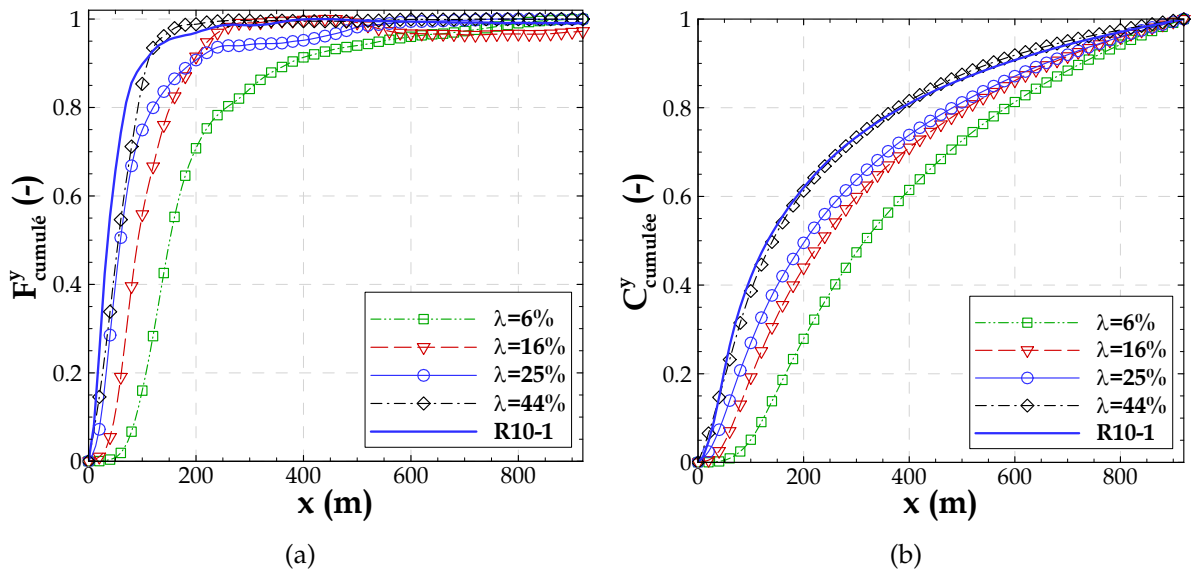 F^y_cumulé (-)
1
0.8
0.6
0.4
0.2
0
0 200 400 600 800
x (m)
λ=6%
λ=16%
λ=25%
λ=44%
R10-1
(a)
C^y_cumulée (-)
1
0.8
0.6
0.4
0.2
0
0 200 400 600 800
x (m)
λ=6%
λ=16%
λ=25%
λ=44%
R10-1
(b)